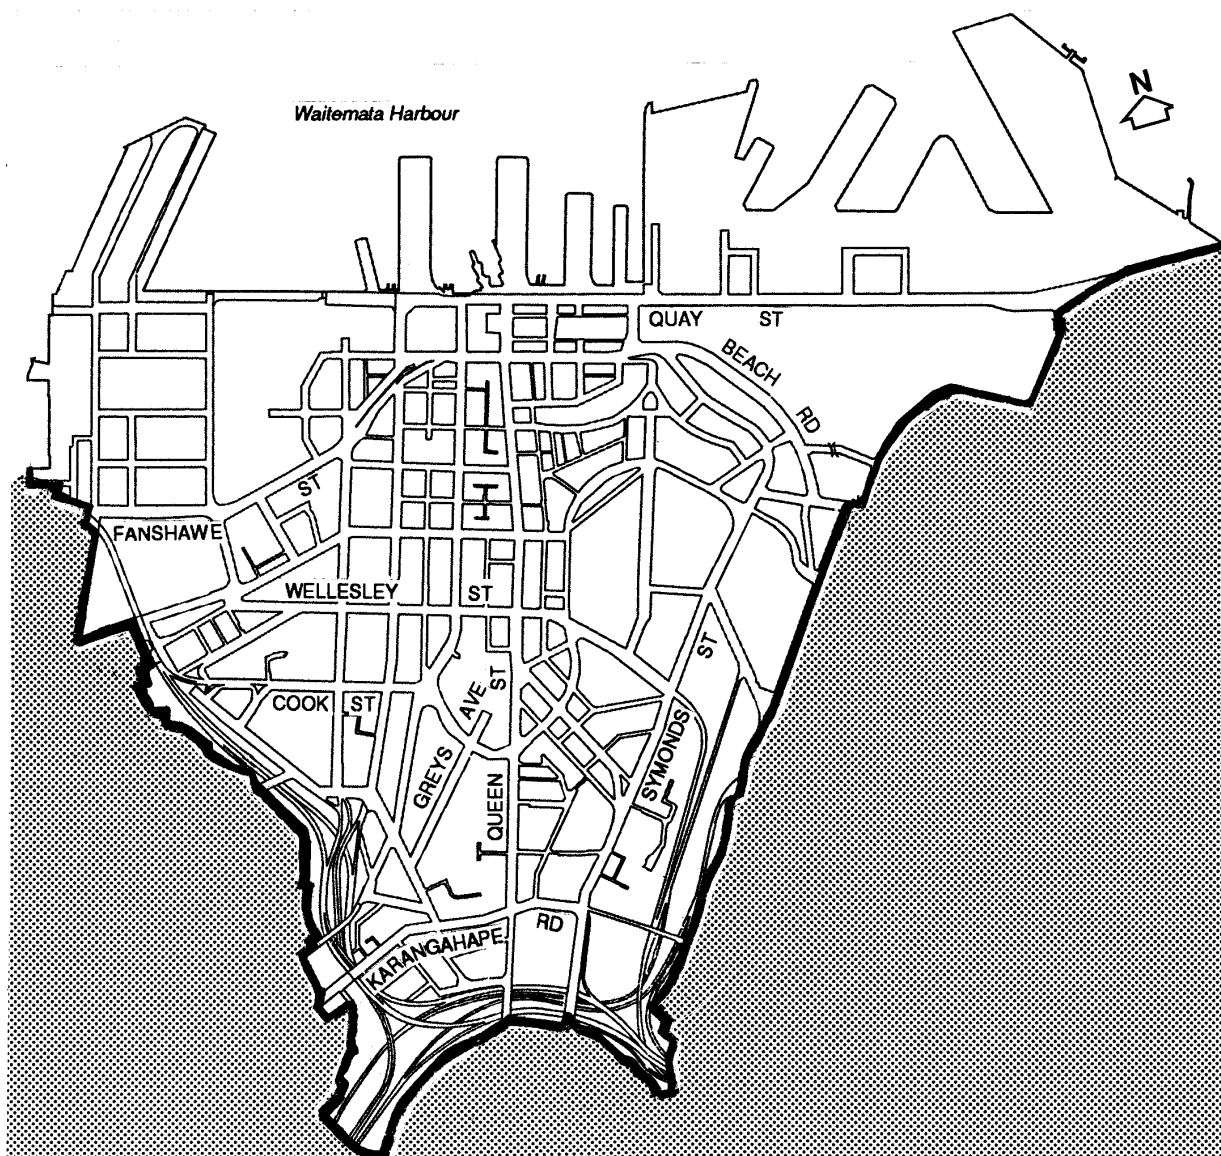 Waitemata Harbour
N
QUAY ST
BEACH RD
FANSHAWE ST
WELLESLEY ST
COOK ST
GREYS AVE
QUEEN ST
SYMONDS ST
KARANGAHAPE RD